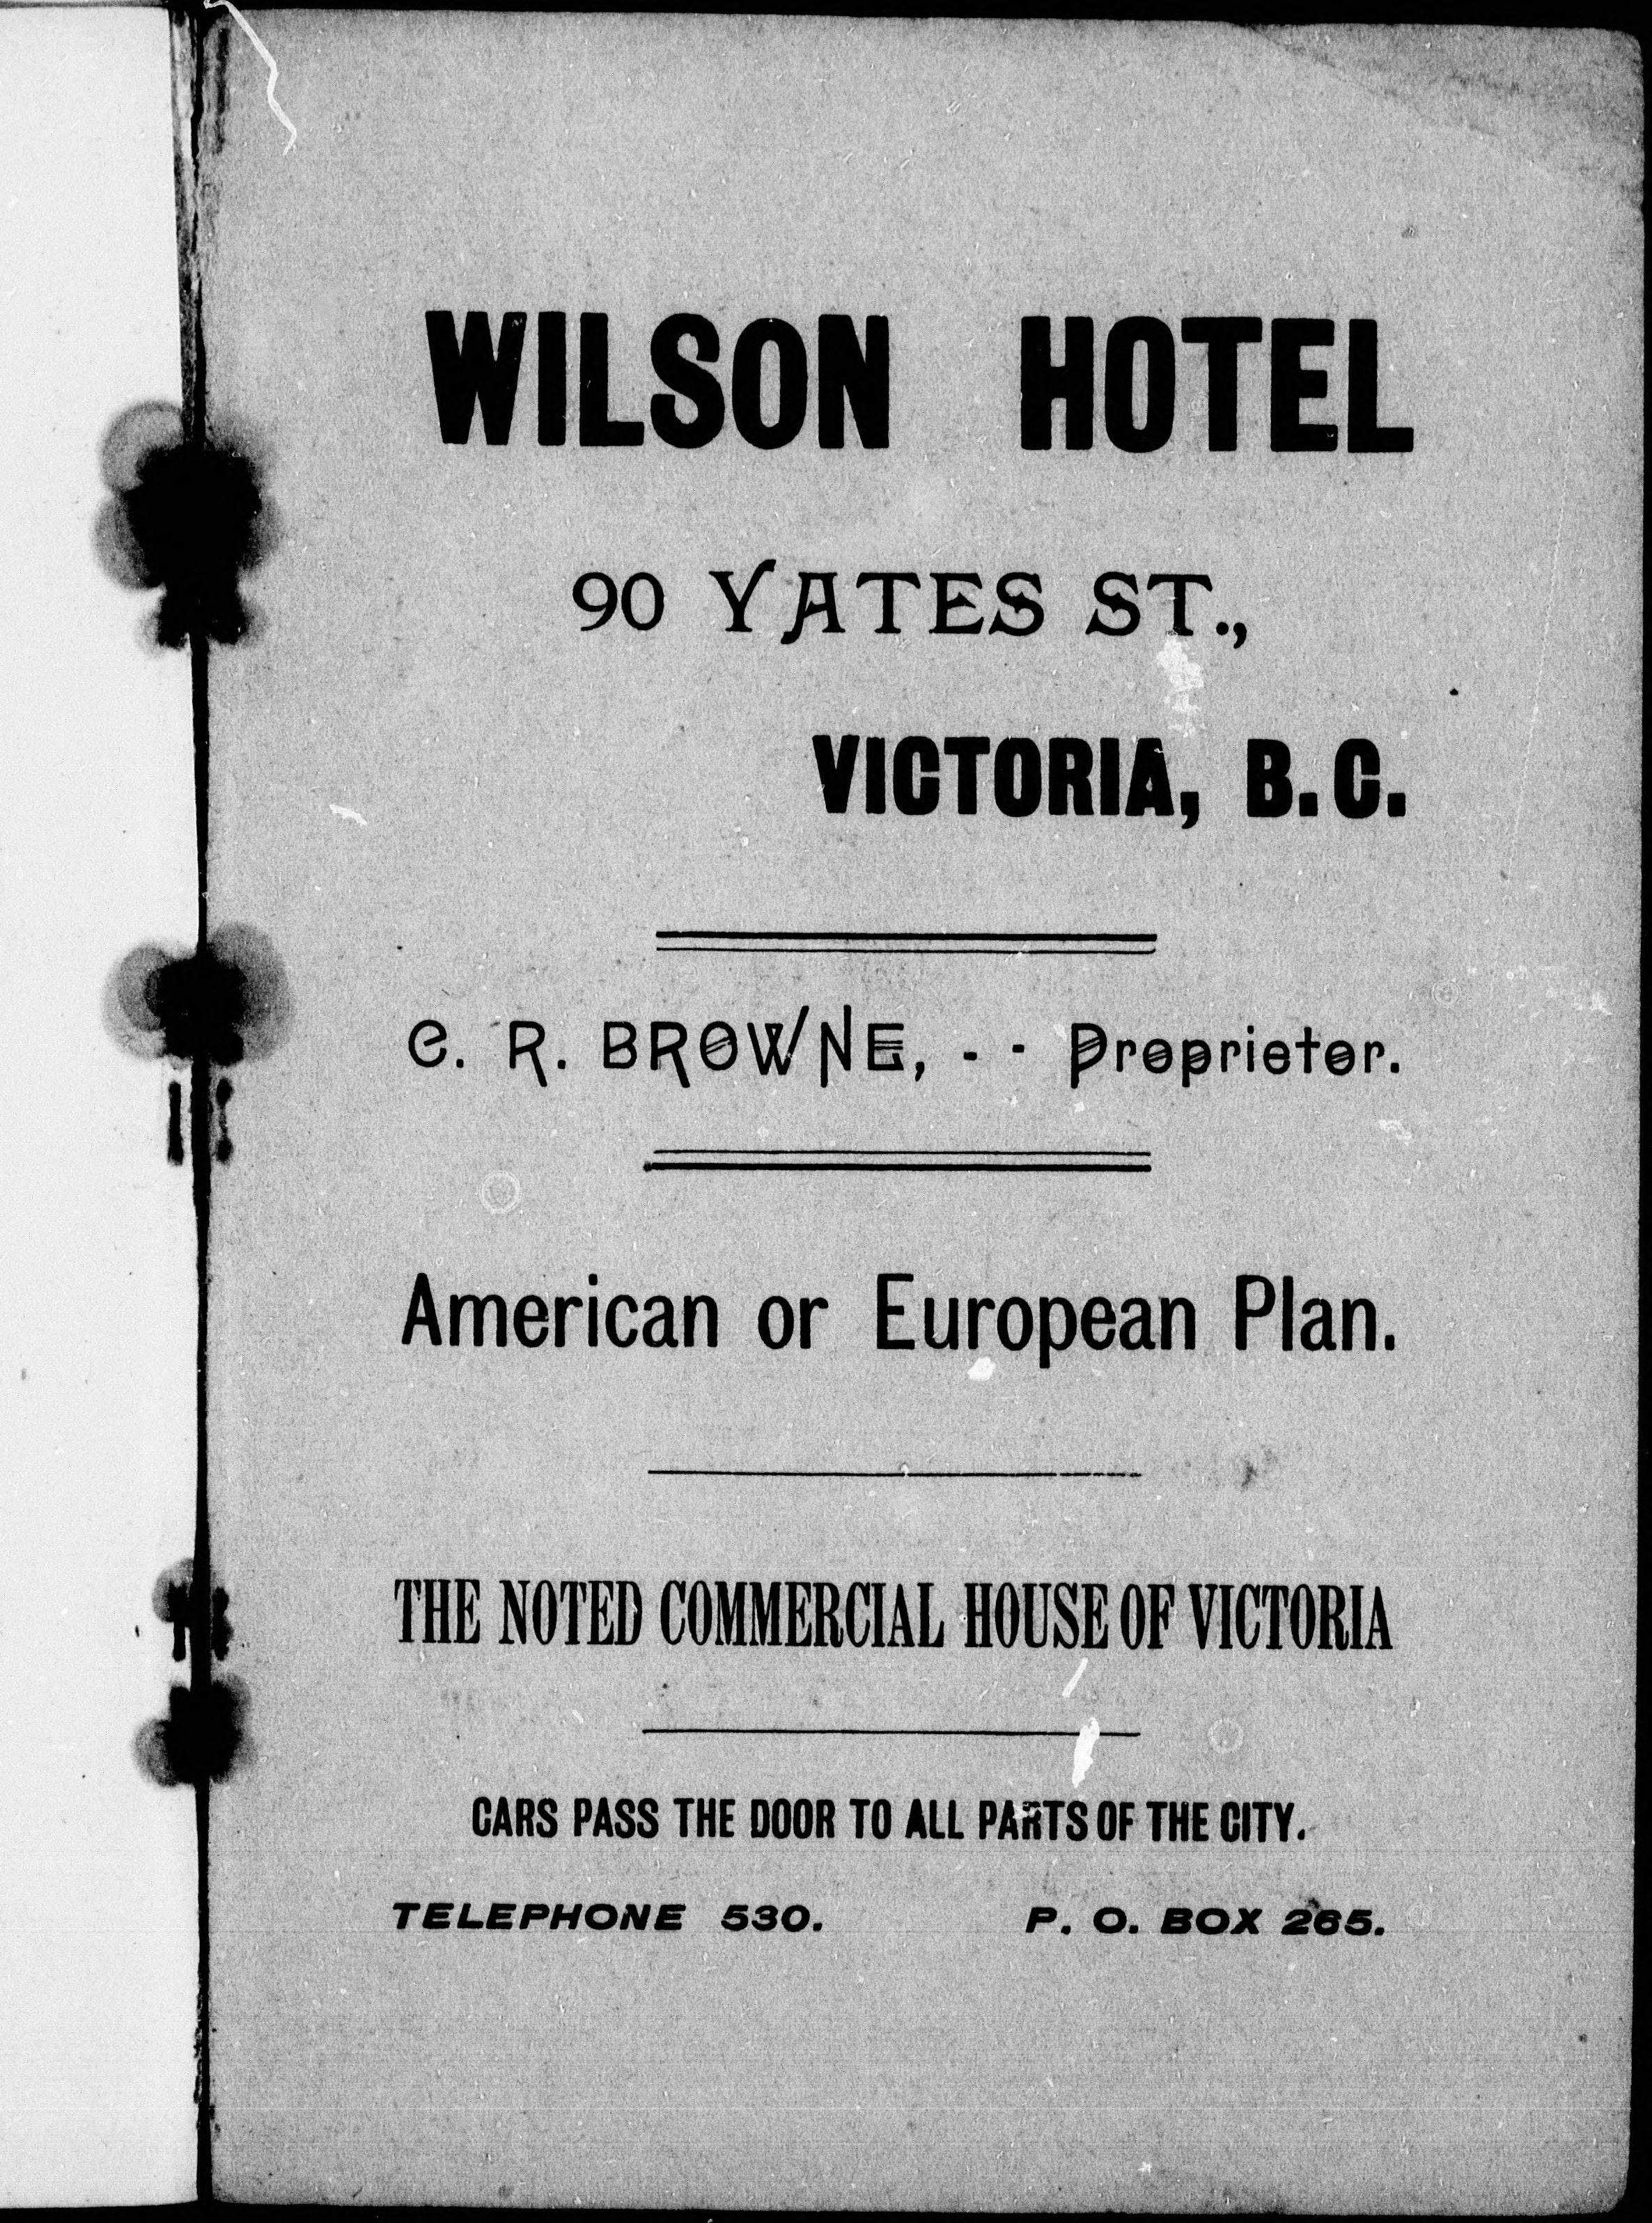 WILSON HOTEL
90 YATES ST.,
VICTORIA, B.C.
C. R. BROWNE, - - Proprietor.
American or European Plan.
THE NOTED COMMERCIAL HOUSE OF VICTORIA
CARS PASS THE DOOR TO ALL PARTS OF THE CITY.
TELEPHONE 530. P. O. BOX 265.